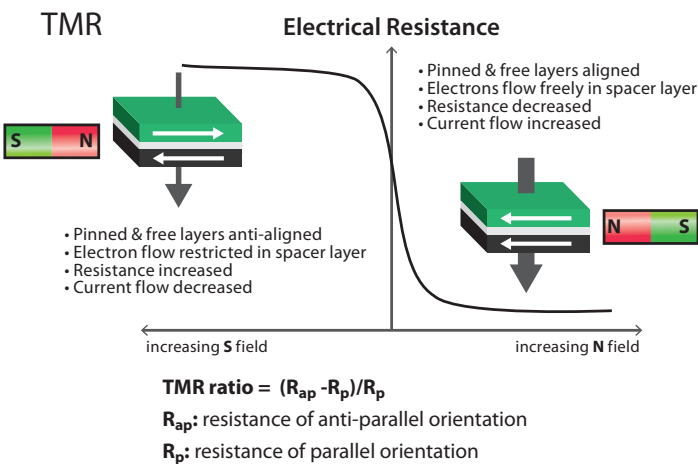 TMR
Electrical Resistance
• Pinned & free layers aligned
• Electrons flow freely in spacer layer
• Resistance decreased
• Current flow increased
S N
N S
• Pinned & free layers anti-aligned
• Electron flow restricted in spacer layer
• Resistance increased
• Current flow decreased
increasing S field
increasing N field
TMR ratio = (Rap -Rp)/Rp
Rap: resistance of anti-parallel orientation
Rp: resistance of parallel orientation